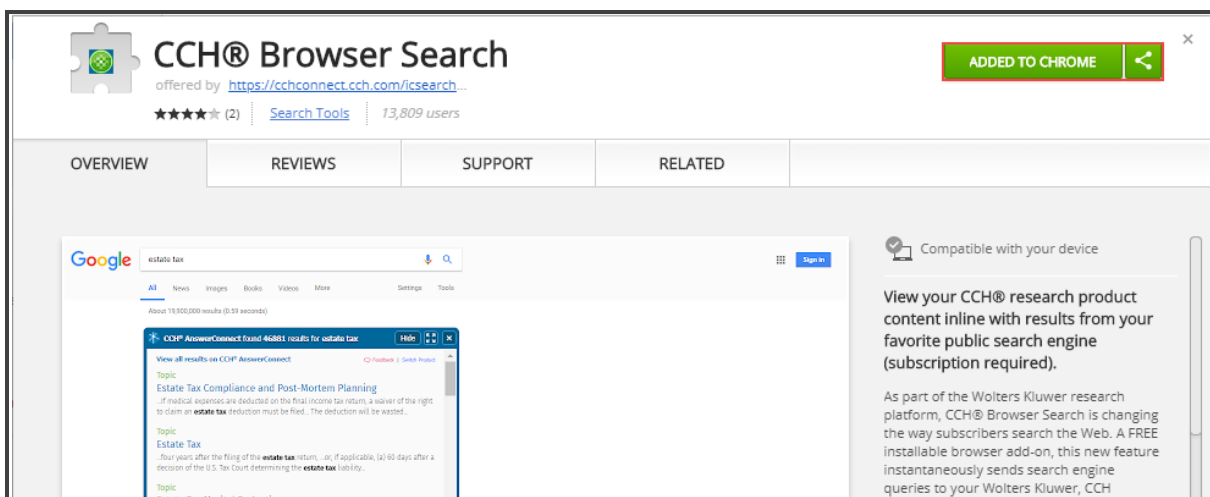 CCH® Browser Search
offered by https://cchconnect.cch.com/icsearch...
(2) Search Tools 13,809 users
ADDED TO CHROME
×
OVERVIEW REVIEWS SUPPORT RELATED
Google estate tax Sign in
All News Images Books Videos More Settings Tools
About 19,900,000 results (0.59 seconds)
CCH® AnswerConnect found 46881 results for estate tax Hide
View all results on CCH® AnswerConnect Feedback | Switch Product
Topic
Estate Tax Compliance and Post-Mortem Planning
...If medical expenses are deducted on the final income tax return, a waiver of the right
to claim an estate tax deduction must be filed... The deduction will be wasted...
Topic
Estate Tax
...four years after the filing of the estate tax return, ...or, if applicable, (a) 60 days after a
decision of the U.S. Tax Court determining the estate tax liability...
Topic
Compatible with your device
View your CCH® research product
content inline with results from your
favorite public search engine
(subscription required).
As part of the Wolters Kluwer research
platform, CCH® Browser Search is changing
the way subscribers search the Web. A FREE
installable browser add-on, this new feature
instantaneously sends search engine
queries to your Wolters Kluwer, CCH